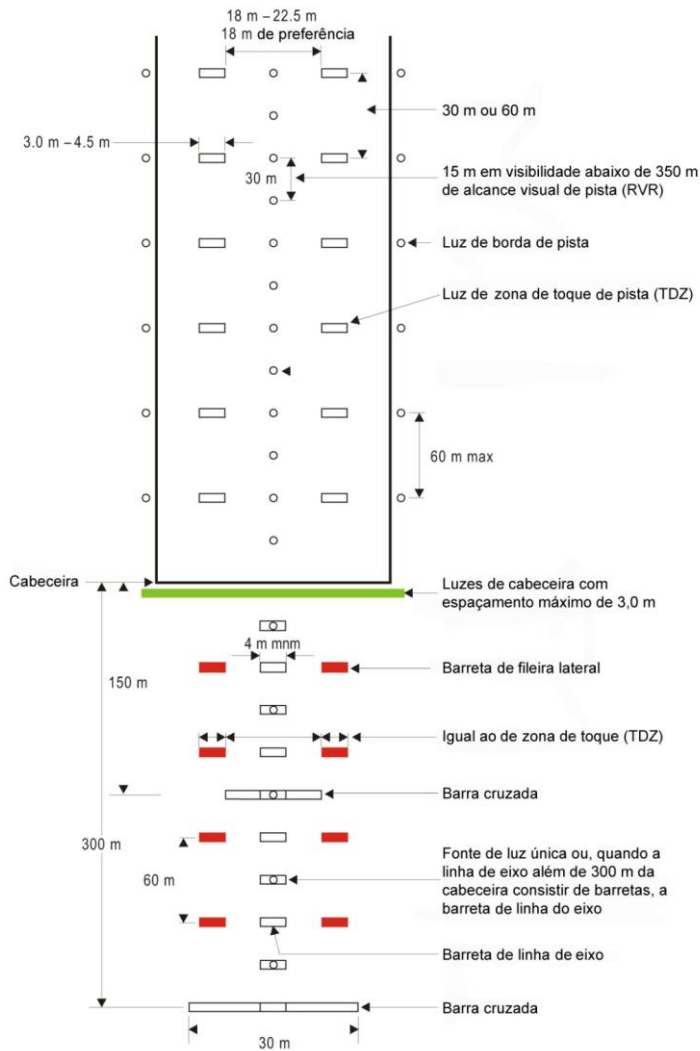 18 m – 22.5 m
18 m de preferência
30 m ou 60 m
3.0 m – 4.5 m
30 m
15 m em visibilidade abaixo de 350 m
de alcance visual de pista (RVR)
Luz de borda de pista
Luz de zona de toque de pista (TDZ)
60 m max
Cabeceira
Luzes de cabeceira com
espaçamento máximo de 3,0 m
4 m mnm
Barreta de fileira lateral
150 m
Igual ao de zona de toque (TDZ)
Barra cruzada
300 m
Fonte de luz única ou, quando a
linha de eixo além de 300 m da
cabeceira consistir de barretas, a
barreta de linha do eixo
60 m
Barreta de linha de eixo
Barra cruzada
30 m